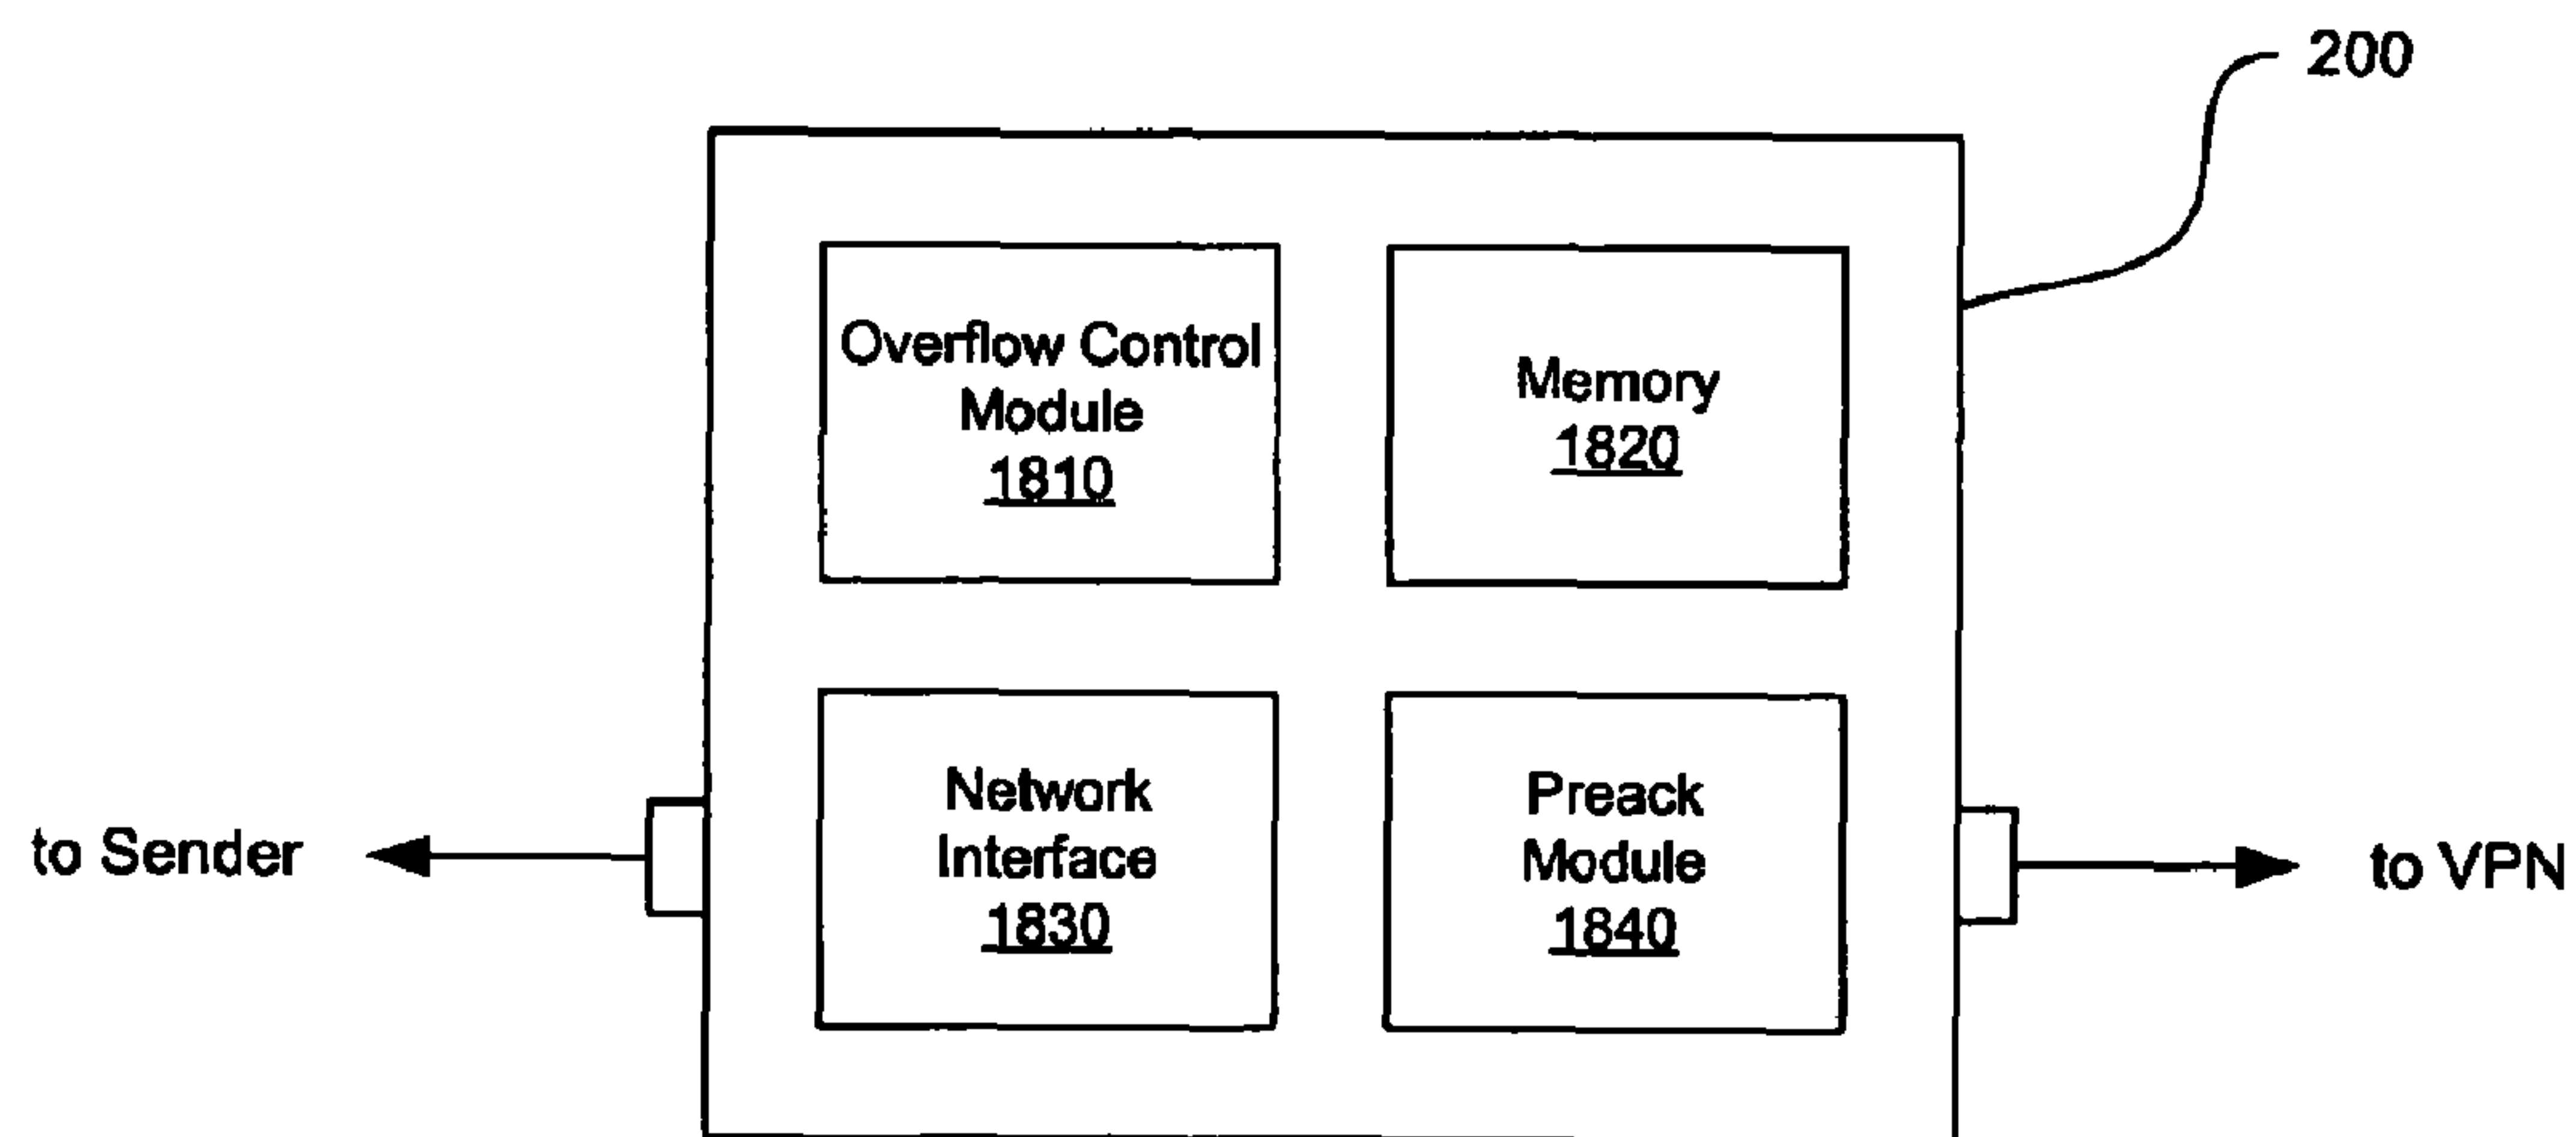 200
Overflow Control
Module
1810
Memory
1820
Network
Interface
1830
Preack
Module
1840
to Sender
to VPN